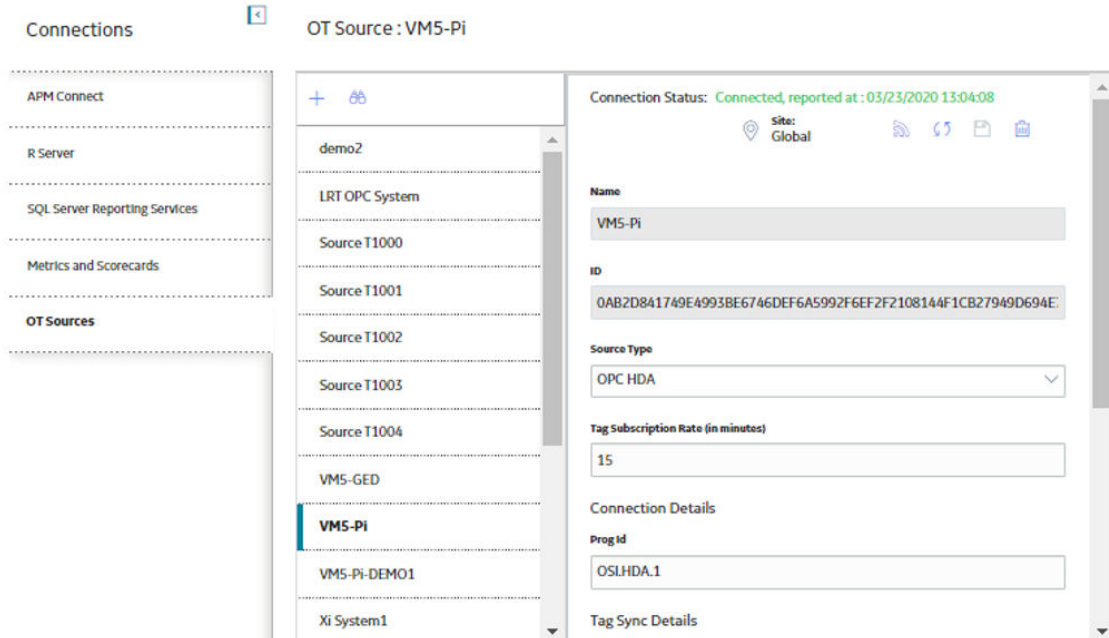 Connections
OT Source : VM5-Pi
APM Connect
R Server
SQL Server Reporting Services
Metrics and Scorecards
OT Sources
demo2
LRT OPC System
Source T1000
Source T1001
Source T1002
Source T1003
Source T1004
VM5-GED
VM5-Pi
VM5-Pi-DEMO1
Xi System1
Connection Status: Connected, reported at : 03/23/2020 13:04:08
Site:
Global
Name
VM5-Pi
ID
0AB2D841749E4993BE6746DEF6A5992F6EF2F2108144F1CB27949D694E
Source Type
OPC HDA
Tag Subscription Rate (in minutes)
15
Connection Details
Prog Id
OSI.HDA.1
Tag Sync Details